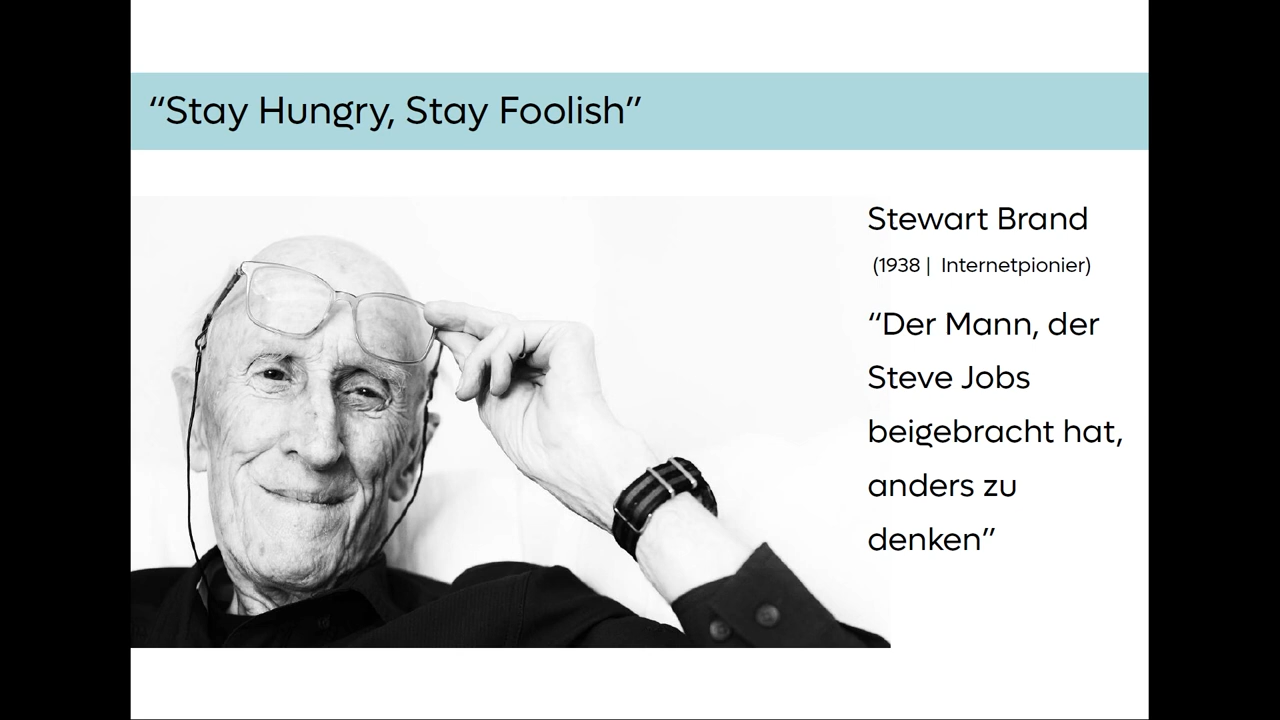 “Stay Hungry, Stay Foolish”
Stewart Brand
(1938 | Internetpionier)
“Der Mann, der
Steve Jobs
beigebracht hat,
anders zu
denken”